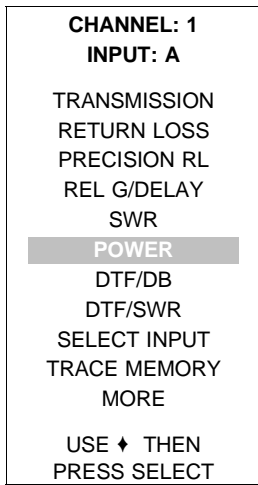 CHANNEL: 1
INPUT: A
TRANSMISSION
RETURN LOSS
PRECISION RL
REL G/DELAY
SWR
POWER
DTF/DB
DTF/SWR
SELECT INPUT
TRACE MEMORY
MORE
USE ♦ THEN
PRESS SELECT